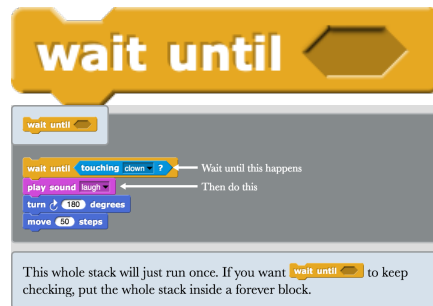 wait until
wait until
wait until touching clown ?
Wait until this happens
play sound laugh
Then do this
turn 180 degrees
move 50 steps
This whole stack will just run once. If you want wait until to keep
checking, put the whole stack inside a forever block.